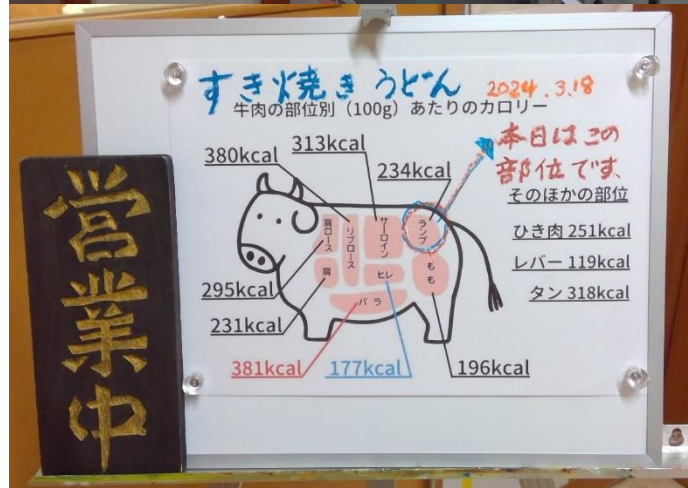 すき焼きうどん 2024.3.18
牛肉の部位別（100g）あたりのカロリー
本日はこの
部位です、
380kcal
313kcal
234kcal
そのほかの部位
ひき肉 251kcal
レバー 119kcal
タン 318kcal
肩ロース
リブロース
サーロイン
ランプ
肩
ヒレ
もも
バラ
295kcal
231kcal
381kcal
177kcal
196kcal
営業中